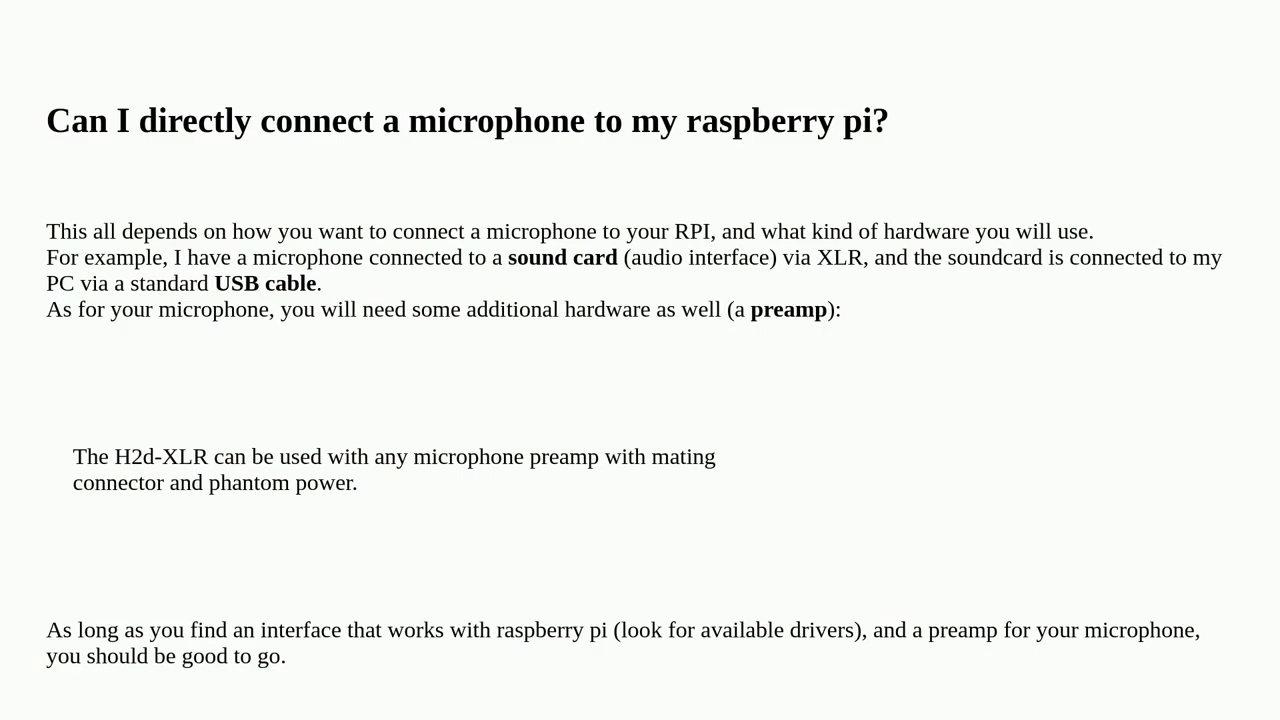 Can I directly connect a microphone to my raspberry pi?
This all depends on how you want to connect a microphone to your RPI, and what kind of hardware you will use.
For example, I have a microphone connected to a sound card (audio interface) via XLR, and the soundcard is connected to my
PC via a standard USB cable.
As for your microphone, you will need some additional hardware as well (a preamp):
The H2d-XLR can be used with any microphone preamp with mating
connector and phantom power.
As long as you find an interface that works with raspberry pi (look for available drivers), and a preamp for your microphone,
you should be good to go.